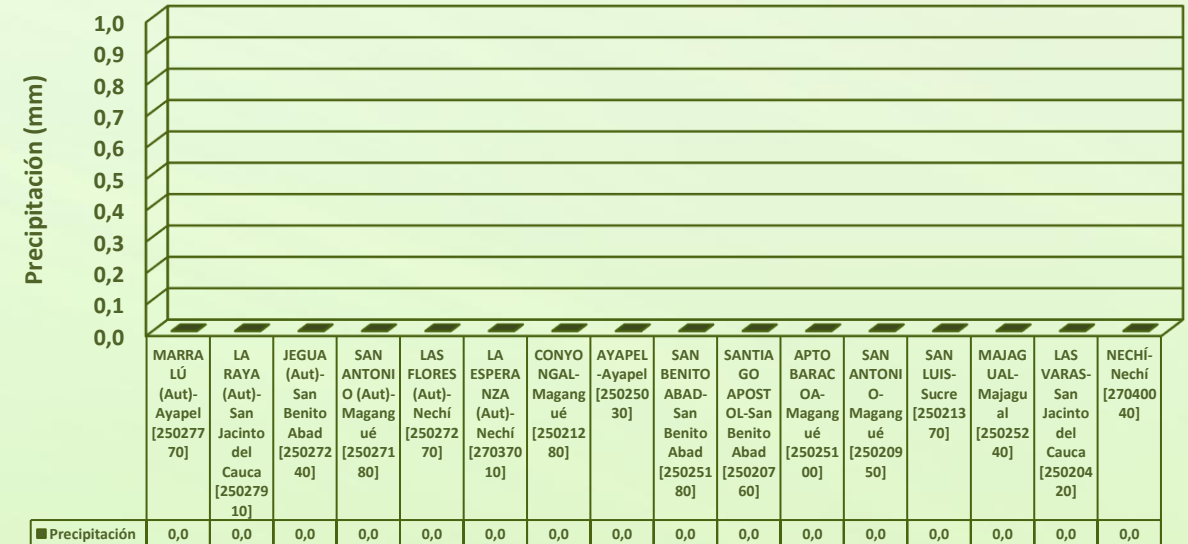 Precipitación (mm)
1,0
0,9
0,8
0,7
0,6
0,5
0,4
0,3
0,2
0,1
0,0
MARRA
LÚ
(Aut)-
Ayapel
[250277
70]
LA
RAYA
(Aut)-
San
Jacinto
del
Cauca
[250279
10]
JEGUA
(Aut)-
San
Benito
Abad
[250272
40]
SAN
ANTONI
O (Aut)-
Magang
ué
[250271
80]
LAS
FLORES
(Aut)-
Nechí
[250272
70]
LA
ESPERA
NZA
(Aut)-
Nechí
[270370
10]
CONYO
NGAL-
Magang
ué
[250212
80]
AYAPEL
-Ayapel
[250250
30]
SAN
BENITO
ABAD-
San
Benito
Abad
[250251
80]
SANTIA
GO
APOST
OL-San
Benito
Abad
[250207
60]
APTO
BARAC
OA-
Magang
ué
[250251
00]
SAN
ANTONI
O-
Magang
ué
[250209
50]
SAN
LUIS-
Sucre
[250213
70]
MAJAG
UAL-
Majagu
al
[250252
40]
LAS
VARAS-
San
Jacinto
del
Cauca
[250204
20]
NECHÍ-
Nechí
[270400
40]
Precipitación 0,0 0,0 0,0 0,0 0,0 0,0 0,0 0,0 0,0 0,0 0,0 0,0 0,0 0,0 0,0 0,0